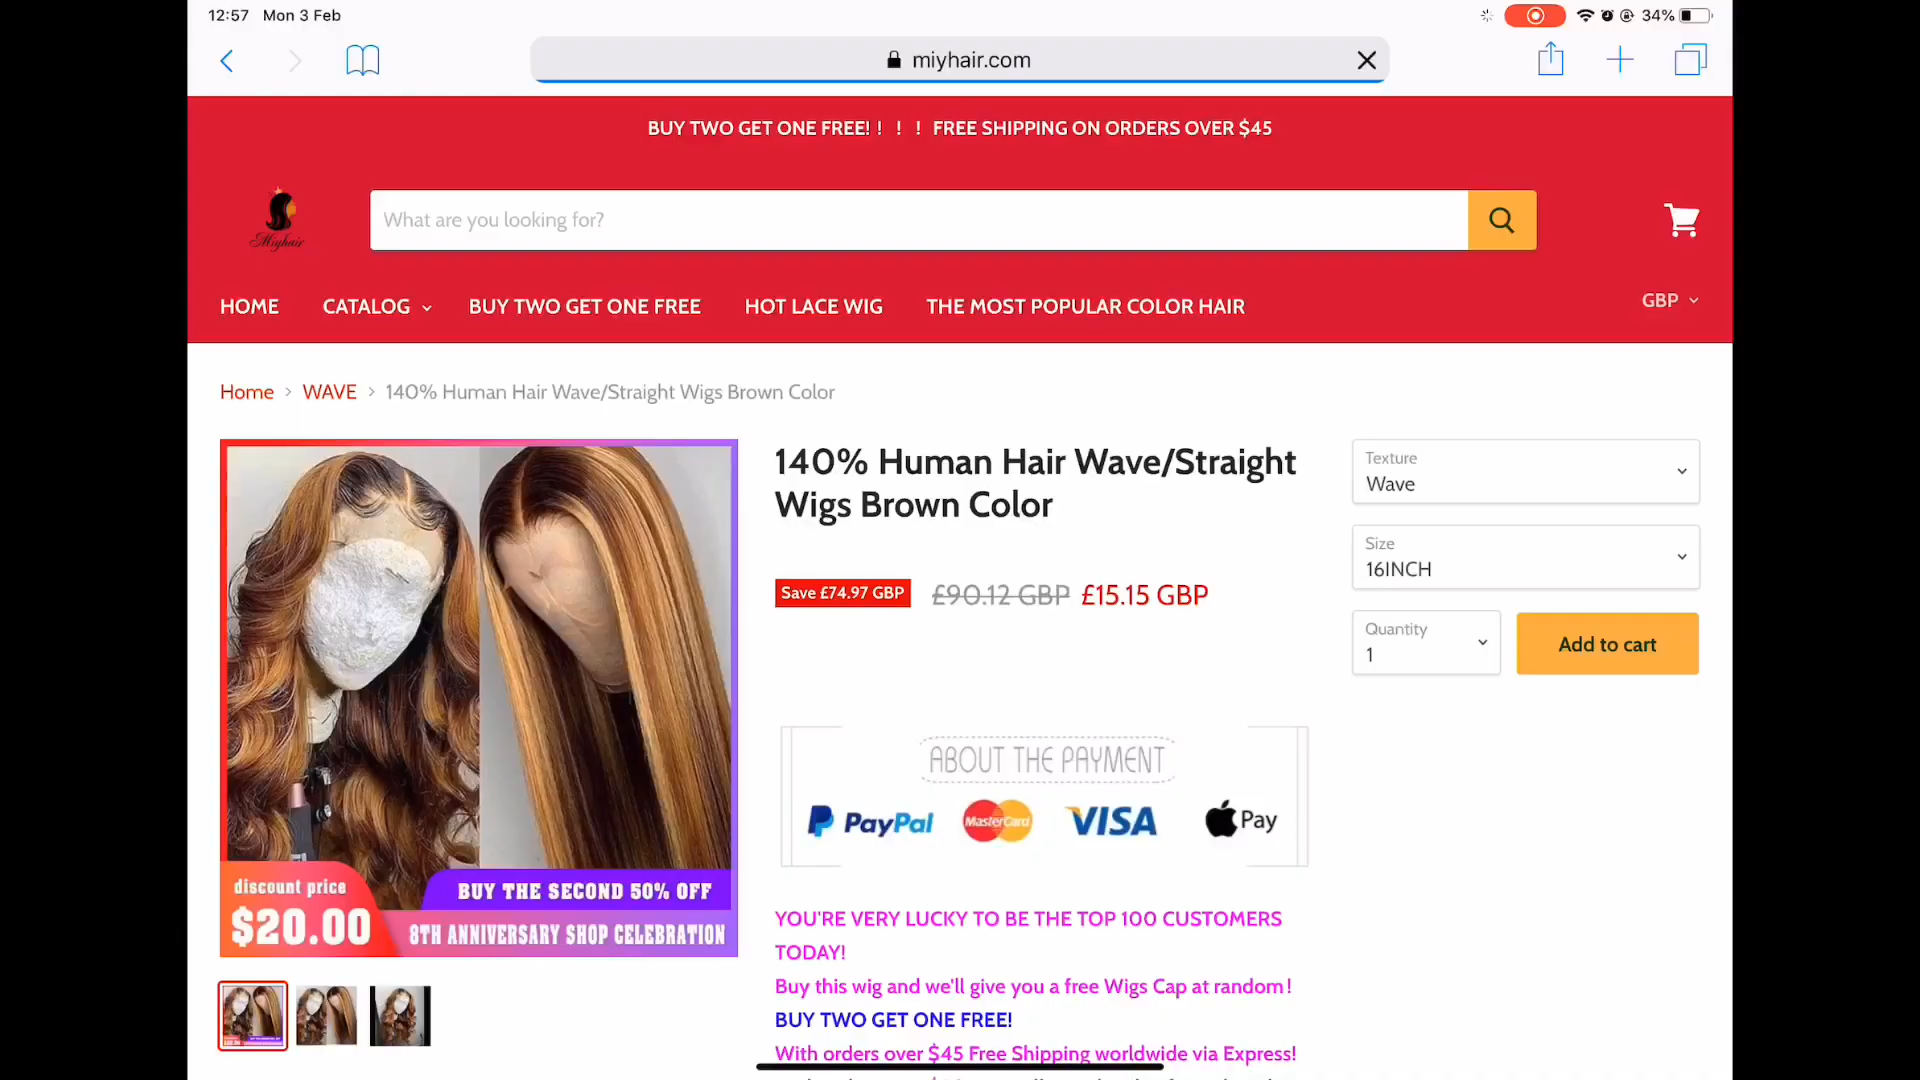 12:57 Mon 3 Feb
34%
miyhair.com
BUY TWO GET ONE FREE! ! ! ! FREE SHIPPING ON ORDERS OVER $45
Miyhair
What are you looking for?
HOME CATALOG BUY TWO GET ONE FREE HOT LACE WIG THE MOST POPULAR COLOR HAIR
GBP
Home > WAVE > 140% Human Hair Wave/Straight Wigs Brown Color
discount price
$20.00
BUY THE SECOND 50% OFF
8TH ANNIVERSARY SHOP CELEBRATION
140% Human Hair Wave/Straight
Wigs Brown Color
Save £74.97 GBP £90.12 GBP £15.15 GBP
ABOUT THE PAYMENT
PayPal MasterCard VISA Pay
YOU'RE VERY LUCKY TO BE THE TOP 100 CUSTOMERS
TODAY!
Buy this wig and we'll give you a free Wigs Cap at random!
BUY TWO GET ONE FREE!
With orders over $45 Free Shipping worldwide via Express!
Texture
Wave
Size
16INCH
Quantity
1
Add to cart